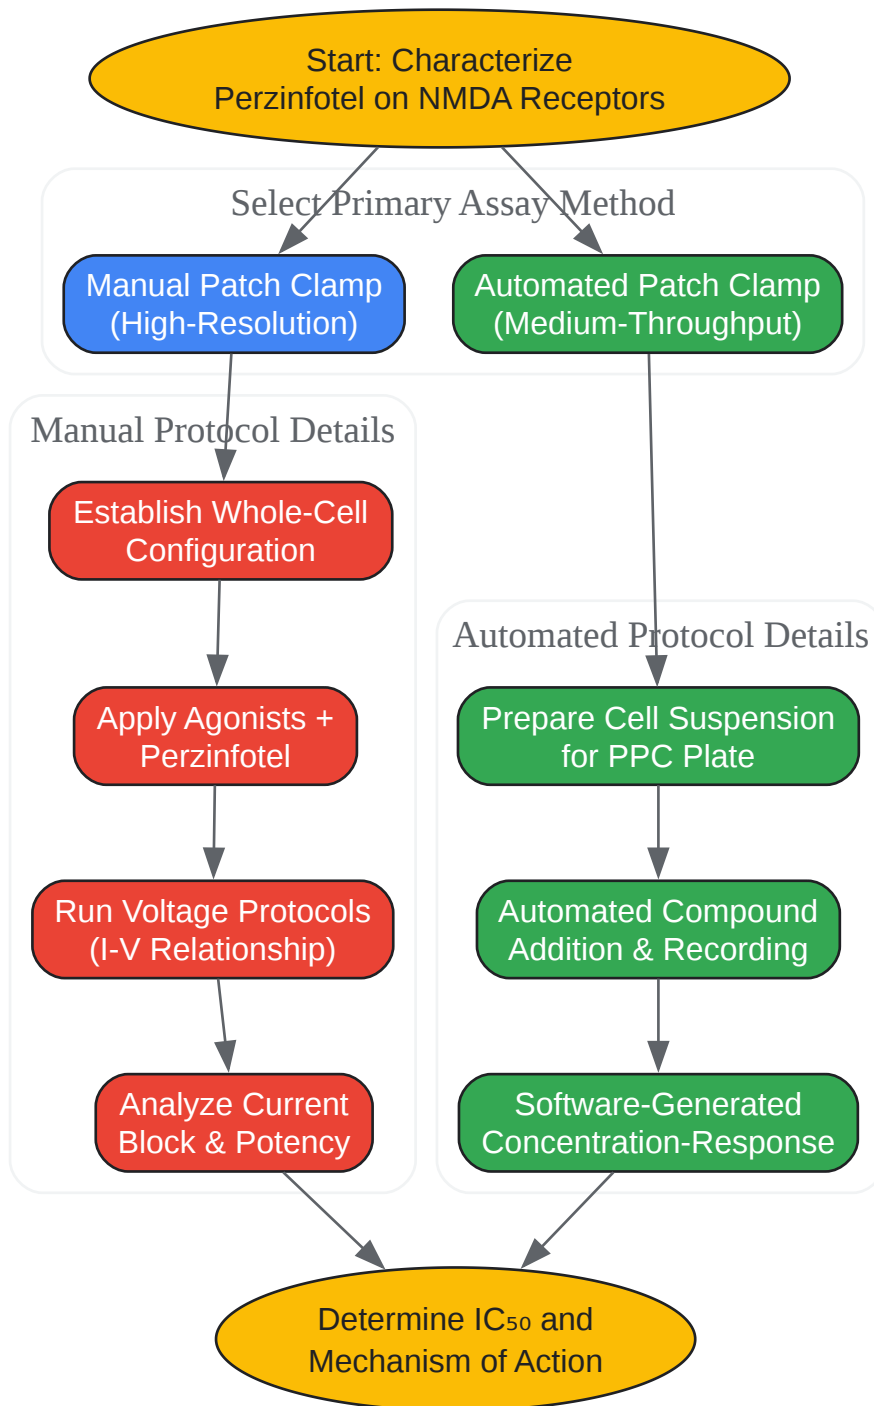 Start: Characterize
Perzinfotel on NMDA Receptors
Select Primary Assay Method
Manual Patch Clamp
(High-Resolution)
Automated Patch Clamp
(Medium-Throughput)
Manual Protocol Details
Establish Whole-Cell
Configuration
Apply Agonists +
Perzinfotel
Run Voltage Protocols
(I-V Relationship)
Analyze Current
Block & Potency
Automated Protocol Details
Prepare Cell Suspension
for PPC Plate
Automated Compound
Addition & Recording
Software-Generated
Concentration-Response
Determine IC₅₀ and
Mechanism of Action